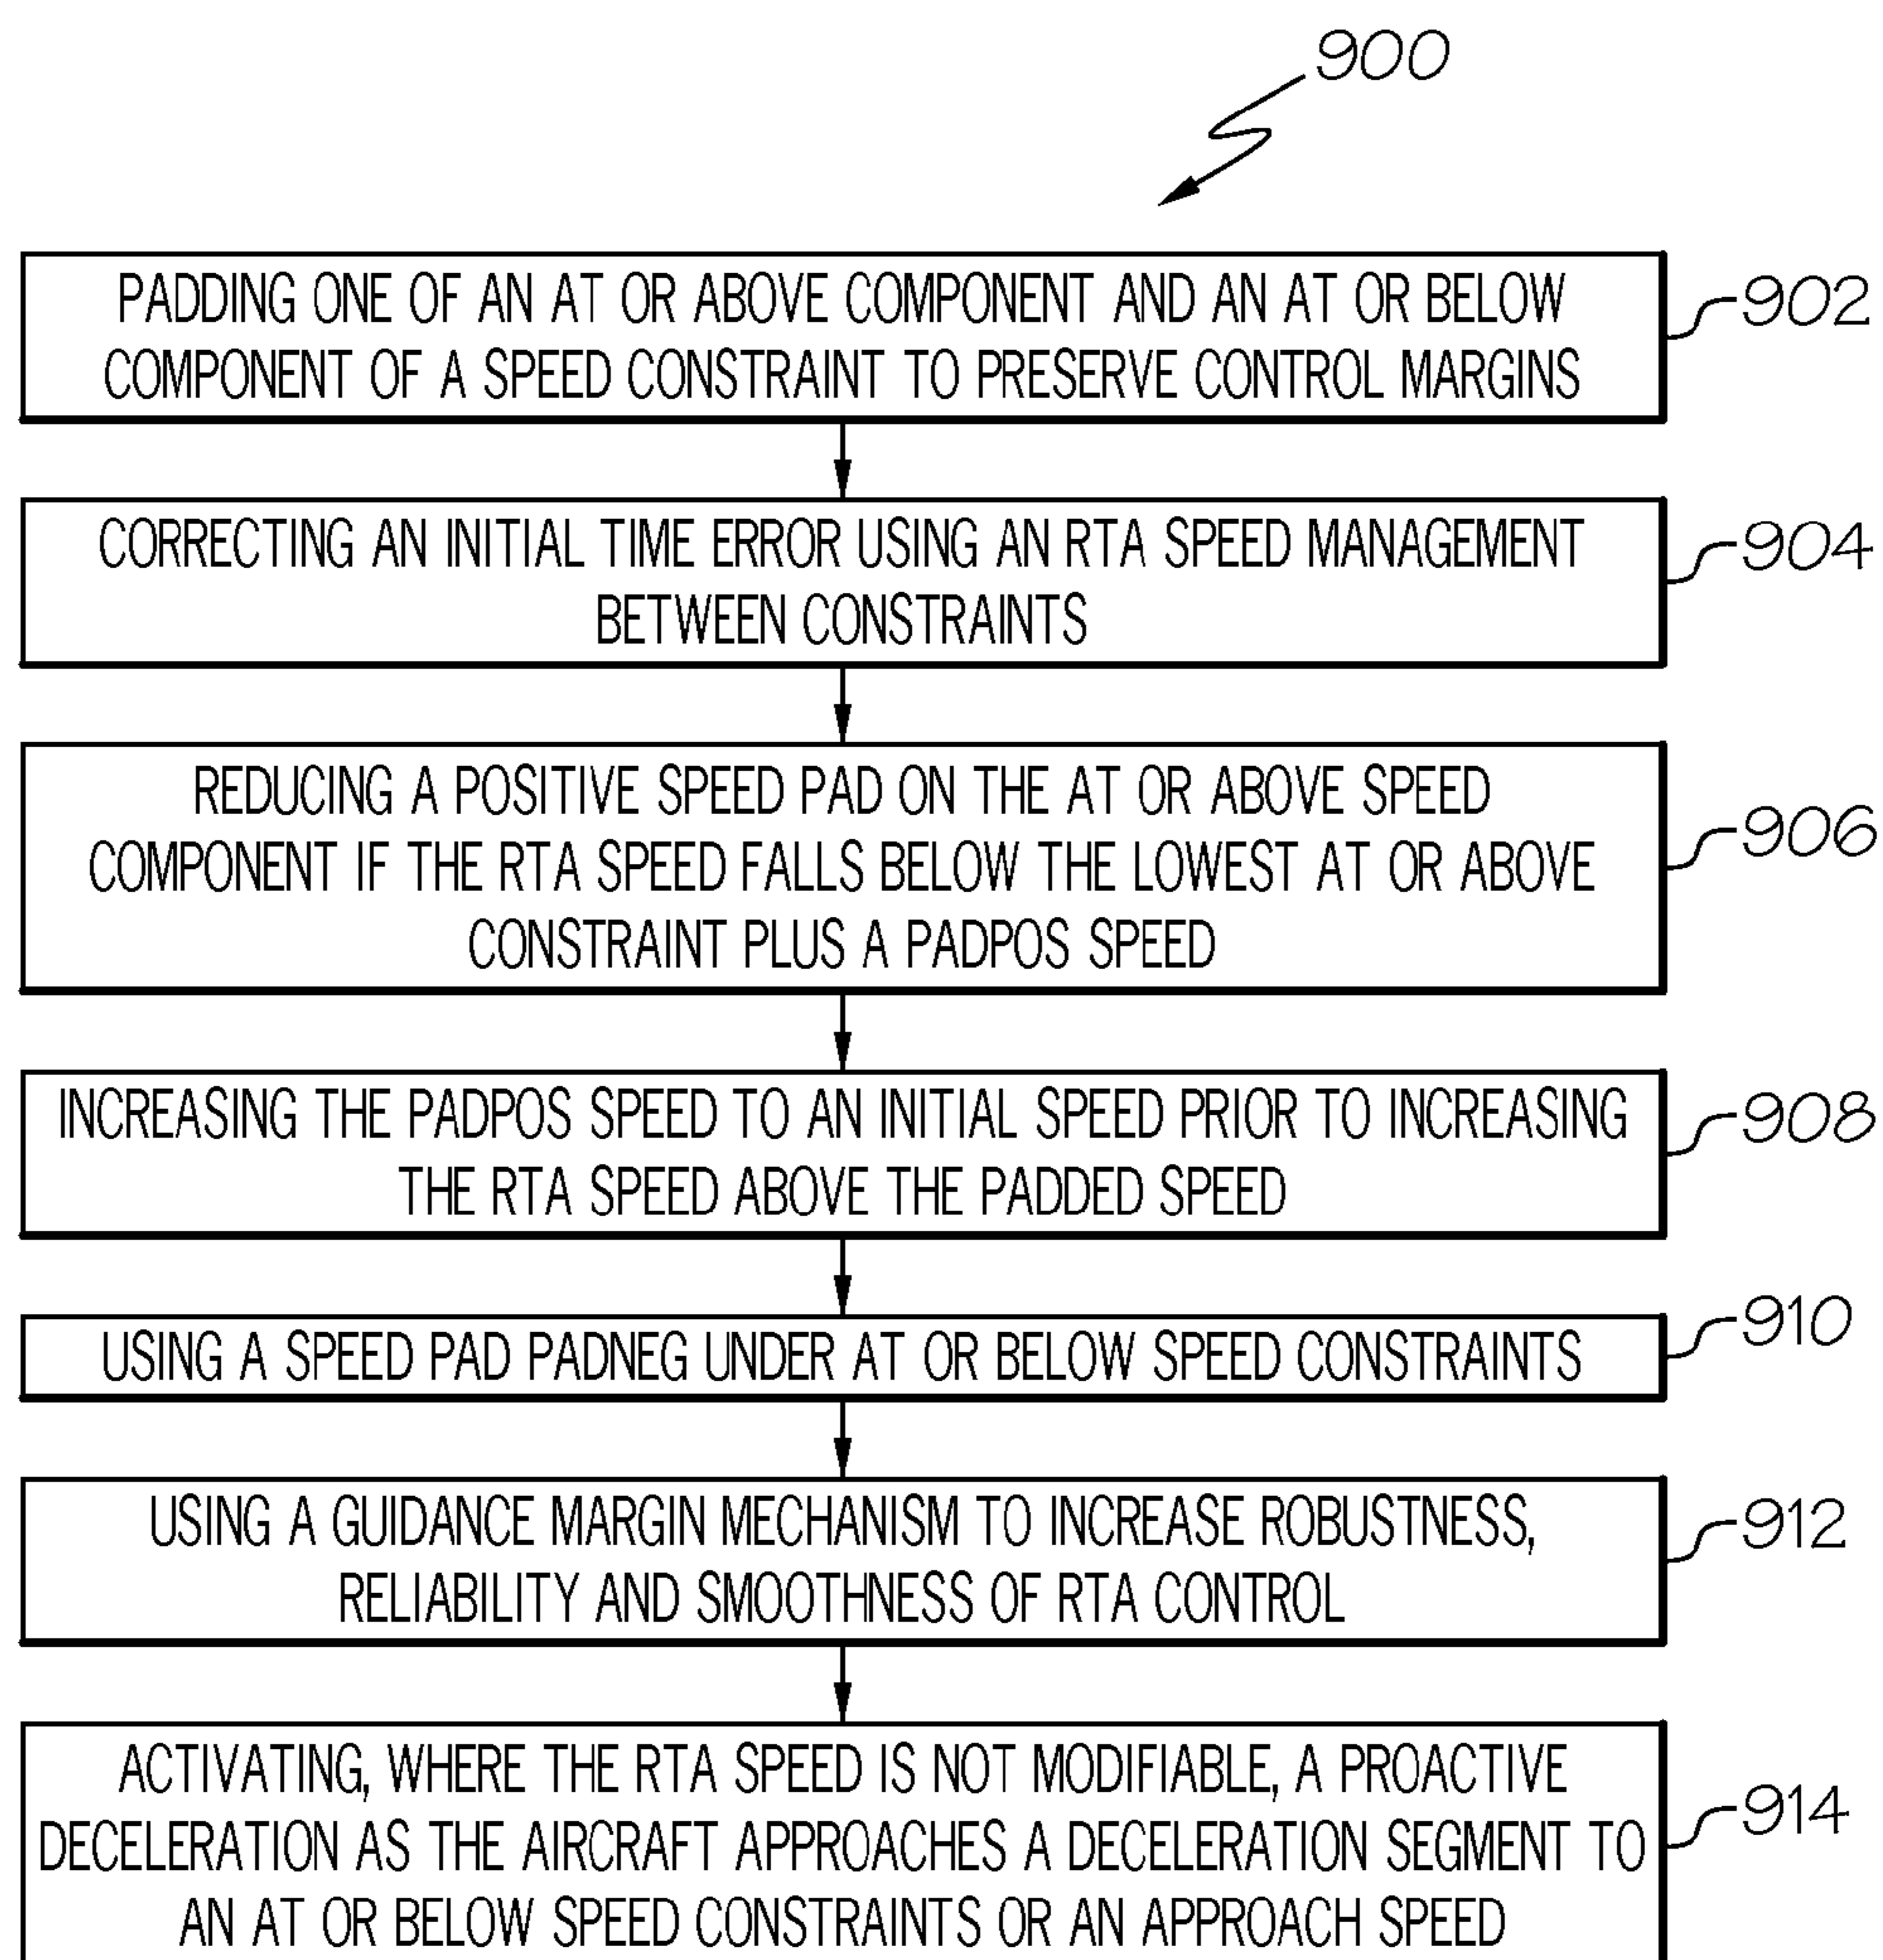 900
PADDING ONE OF AN AT OR ABOVE COMPONENT AND AN AT OR BELOW
COMPONENT OF A SPEED CONSTRAINT TO PRESERVE CONTROL MARGINS
902
CORRECTING AN INITIAL TIME ERROR USING AN RTA SPEED MANAGEMENT
BETWEEN CONSTRAINTS
904
REDUCING A POSITIVE SPEED PAD ON THE AT OR ABOVE SPEED
COMPONENT IF THE RTA SPEED FALLS BELOW THE LOWEST AT OR ABOVE
CONSTRAINT PLUS A PADPOS SPEED
906
INCREASING THE PADPOS SPEED TO AN INITIAL SPEED PRIOR TO INCREASING
THE RTA SPEED ABOVE THE PADDED SPEED
908
USING A SPEED PAD PADNEG UNDER AT OR BELOW SPEED CONSTRAINTS
910
USING A GUIDANCE MARGIN MECHANISM TO INCREASE ROBUSTNESS,
RELIABILITY AND SMOOTHNESS OF RTA CONTROL
912
ACTIVATING, WHERE THE RTA SPEED IS NOT MODIFIABLE, A PROACTIVE
DECELERATION AS THE AIRCRAFT APPROACHES A DECELERATION SEGMENT TO
AN AT OR BELOW SPEED CONSTRAINTS OR AN APPROACH SPEED
914